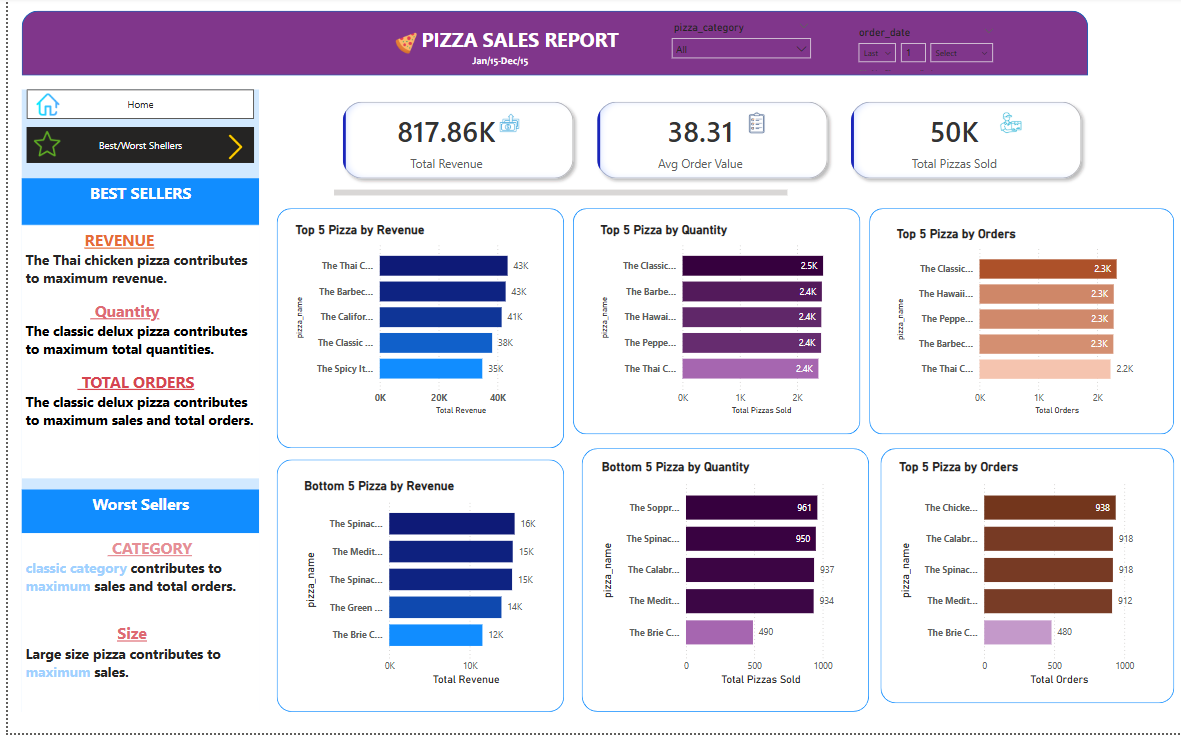 PIZZA SALES REPORT
Jan/15-Dec/15
pizza_category
All
order_date
Last
1
Select
Home
Best/Worst Shellers
BEST SELLERS
REVENUE
The Thai chicken pizza contributes
to maximum revenue.
Quantity
The classic delux pizza contributes
to maximum total quantities.
TOTAL ORDERS
The classic delux pizza contributes
to maximum sales and total orders.
Worst Sellers
CATEGORY
classic category contributes to
maximum sales and total orders.
Size
Large size pizza contributes to
maximum sales.
817.86K
Total Revenue
38.31
Avg Order Value
50K
Total Pizzas Sold
Top 5 Pizza by Revenue
pizza_name
The Thai C... 43K
The Barbec... 43K
The Califor... 41K
The Classic ... 38K
The Spicy It... 35K
0K 20K 40K
Total Revenue
Top 5 Pizza by Quantity
pizza_name
The Classic... 2.5K
The Barbe... 2.4K
The Hawai... 2.4K
The Peppe... 2.4K
The Thai C... 2.4K
0K 1K 2K
Total Pizzas Sold
Top 5 Pizza by Orders
pizza_name
The Classic... 2.3K
The Hawaii... 2.3K
The Peppe... 2.3K
The Barbec... 2.3K
The Thai C... 2.2K
0K 1K 2K
Total Orders
Bottom 5 Pizza by Revenue
pizza_name
The Spinac... 16K
The Medit... 15K
The Spinac... 15K
The Green ... 14K
The Brie C... 12K
0K 10K
Total Revenue
Bottom 5 Pizza by Quantity
pizza_name
The Soppr... 961
The Spinac... 950
The Calabr... 937
The Medit... 934
The Brie C... 490
0 500 1000
Total Pizzas Sold
Top 5 Pizza by Orders
pizza_name
The Chicke... 938
The Calabr... 918
The Spinac... 918
The Medit... 912
The Brie C... 480
0 500 1000
Total Orders